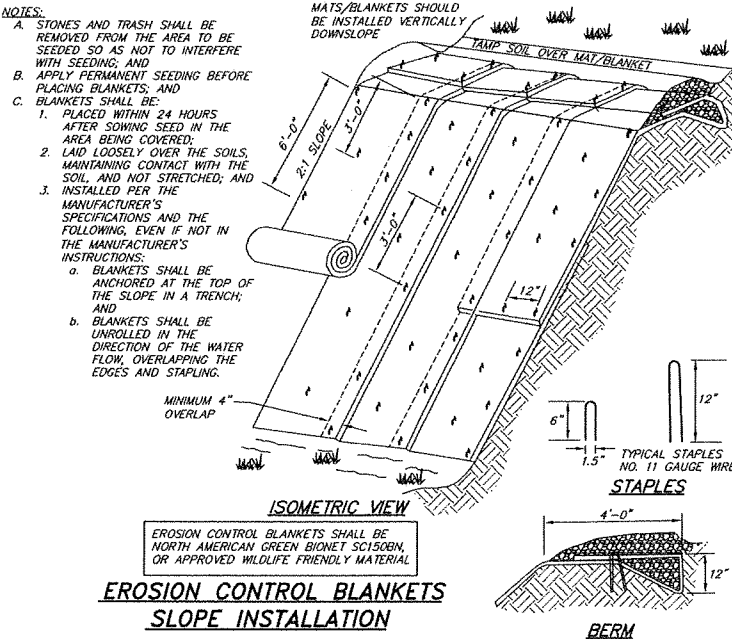 NOTES:
A. STONES AND TRASH SHALL BE
REMOVED FROM THE AREA TO BE
SEEDED SO AS NOT TO INTERFERE
WITH SEEDING; AND
B. APPLY PERMANENT SEEDING BEFORE
PLACING BLANKETS; AND
C. BLANKETS SHALL BE:
1. PLACED WITHIN 24 HOURS
AFTER SOWING SEED IN THE
AREA BEING COVERED;
2. LAID LOOSELY OVER THE SOILS,
MAINTAINING CONTACT WITH THE
SOIL, AND NOT STRETCHED; AND
3. INSTALLED PER THE
MANUFACTURER'S
SPECIFICATIONS AND THE
FOLLOWING, EVEN IF NOT IN
THE MANUFACTURER'S
INSTRUCTIONS:
a. BLANKETS SHALL BE
ANCHORED AT THE TOP OF
THE SLOPE IN A TRENCH;
AND
b. BLANKETS SHALL BE
UNROLLED IN THE
DIRECTION OF THE WATER
FLOW, OVERLAPPING THE
EDGES AND STAPLING.
MATS/BLANKETS SHOULD
BE INSTALLED VERTICALLY
DOWNSLOPE
TAMP SOIL OVER MAT/BLANKET
6'-0"
2:1 SLOPE
3'-0"
3'-0"
12"
MINIMUM 4"
OVERLAP
ISOMETRIC VIEW
6"
1.5"
12"
TYPICAL STAPLES
NO. 11 GAUGE WIRE
STAPLES
EROSION CONTROL BLANKETS SHALL BE
NORTH AMERICAN GREEN BIONET SC150BN,
OR APPROVED WILDLIFE FRIENDLY MATERIAL
EROSION CONTROL BLANKETS
SLOPE INSTALLATION
4'-0"
12"
BERM